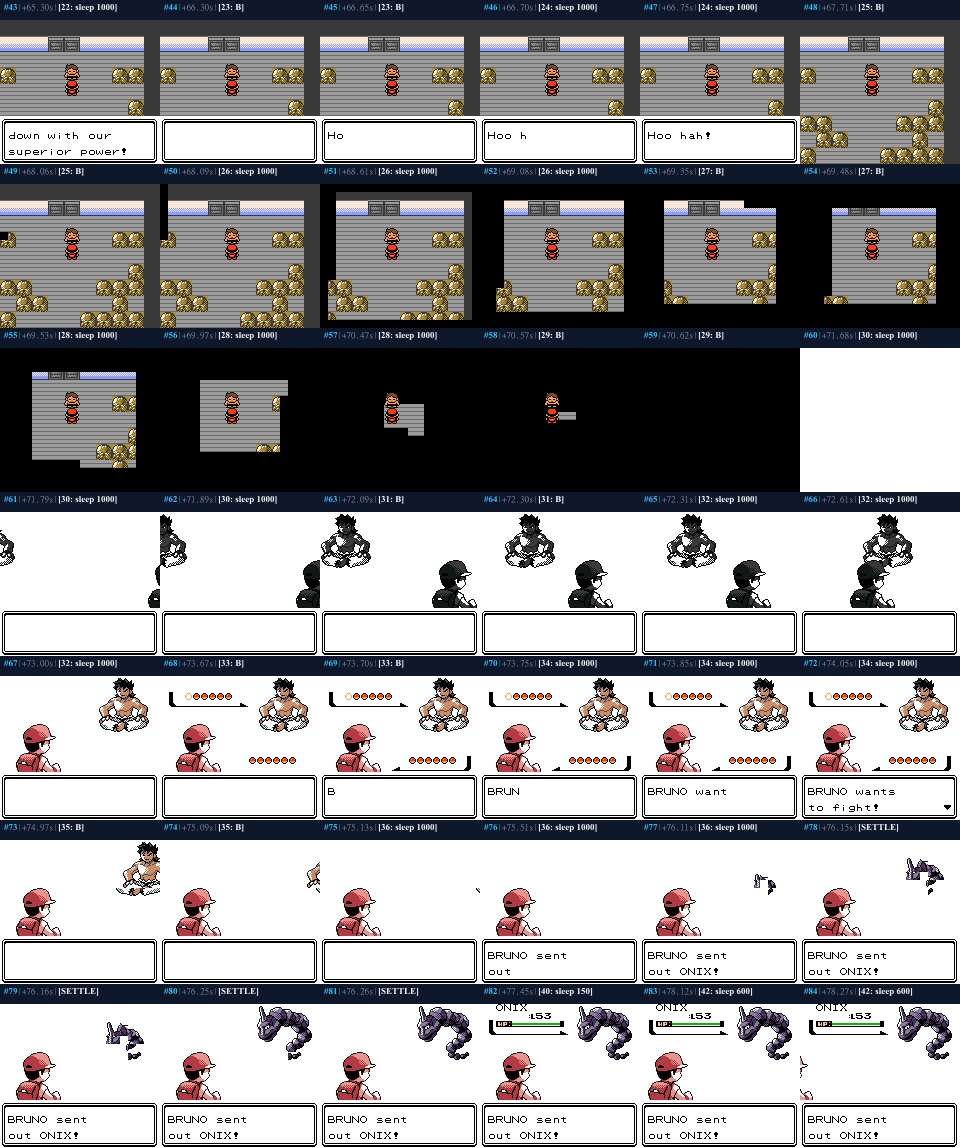 #43|+65.30s| [22: sleep 1000] #44|+66.30s| [23: B] #45|+66.65s| [23: B] #46|+66.70s| [24: sleep 1000] #47|+66.75s| [24: sleep 1000] #48|+67.71s| [25: B]
down with our
superior power!
Ho
Hoo h
Hoo hah!
#49|+68.06s| [25: B] #50|+68.09s| [26: sleep 1000] #51|+68.61s| [26: sleep 1000] #52|+69.08s| [26: sleep 1000] #53|+69.35s| [27: B] #54|+69.48s| [27: B]
#55|+69.53s| [28: sleep 1000] #56|+69.97s| [28: sleep 1000] #57|+70.47s| [28: sleep 1000] #58|+70.57s| [29: B] #59|+70.62s| [29: B] #60|+71.68s| [30: sleep 1000]
#61|+71.79s| [30: sleep 1000] #62|+71.89s| [30: sleep 1000] #63|+72.09s| [31: B] #64|+72.30s| [31: B] #65|+72.31s| [32: sleep 1000] #66|+72.61s| [32: sleep 1000]
#67|+73.00s| [32: sleep 1000] #68|+73.67s| [33: B] #69|+73.70s| [33: B] #70|+73.75s| [34: sleep 1000] #71|+73.85s| [34: sleep 1000] #72|+74.05s| [34: sleep 1000]
B
BRUN
BRUNO want
BRUNO wants
to fight!
#73|+74.97s| [35: B] #74|+75.09s| [35: B] #75|+75.13s| [36: sleep 1000] #76|+75.51s| [36: sleep 1000] #77|+76.11s| [36: sleep 1000] #78|+76.15s| [SETTLE]
BRUNO sent
out
BRUNO sent
out ONIX!
BRUNO sent
out ONIX!
#79|+76.16s| [SETTLE] #80|+76.25s| [SETTLE] #81|+76.26s| [SETTLE] #82|+77.45s| [40: sleep 150] #83|+78.12s| [42: sleep 600] #84|+78.27s| [42: sleep 600]
BRUNO sent
out ONIX!
BRUNO sent
out ONIX!
BRUNO sent
out ONIX!
ONIX
:L53
HP:
BRUNO sent
out ONIX!
ONIX
:L53
HP:
BRUNO sent
out ONIX!
ONIX
:L53
HP:
BRUNO sent
out ONIX!